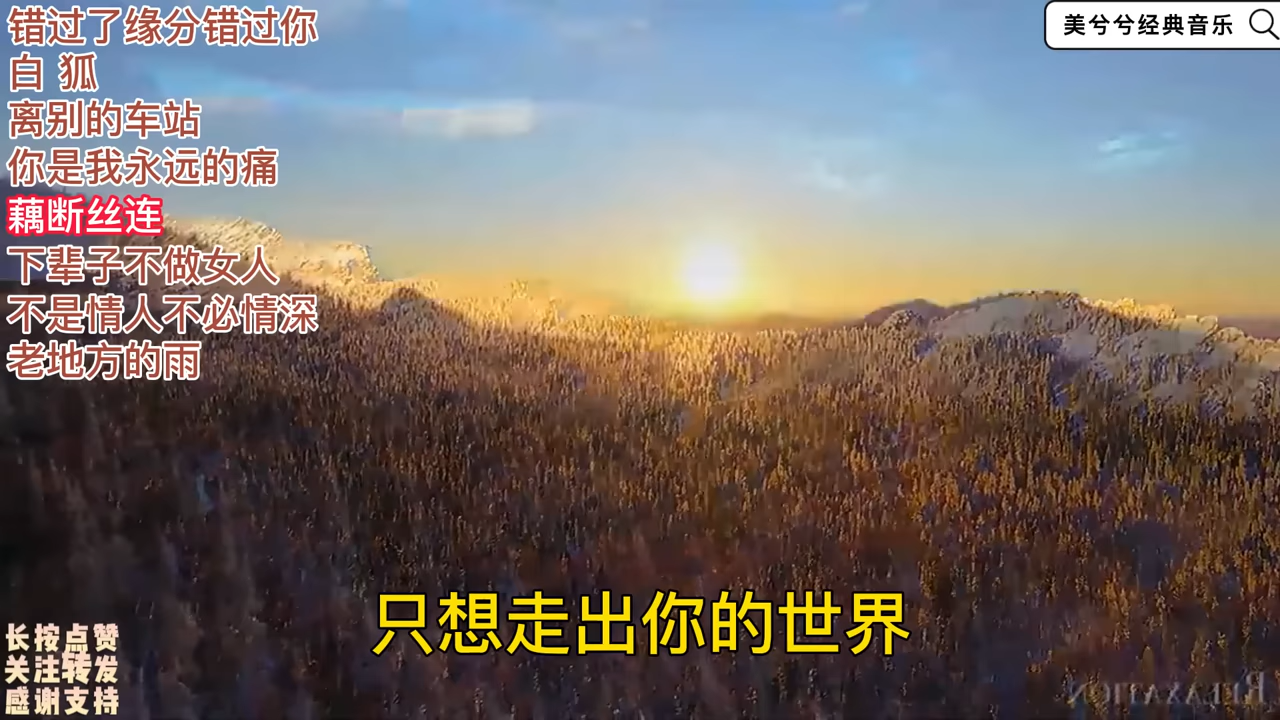 错过了缘分错过你
白 狐
离别的车站
你是我永远的痛
藕断丝连
下辈子不做女人
不是情人不必情深
老地方的雨
美兮兮经典音乐
只想走出你的世界
长按点赞
关注转发
感谢支持
RELAXATION